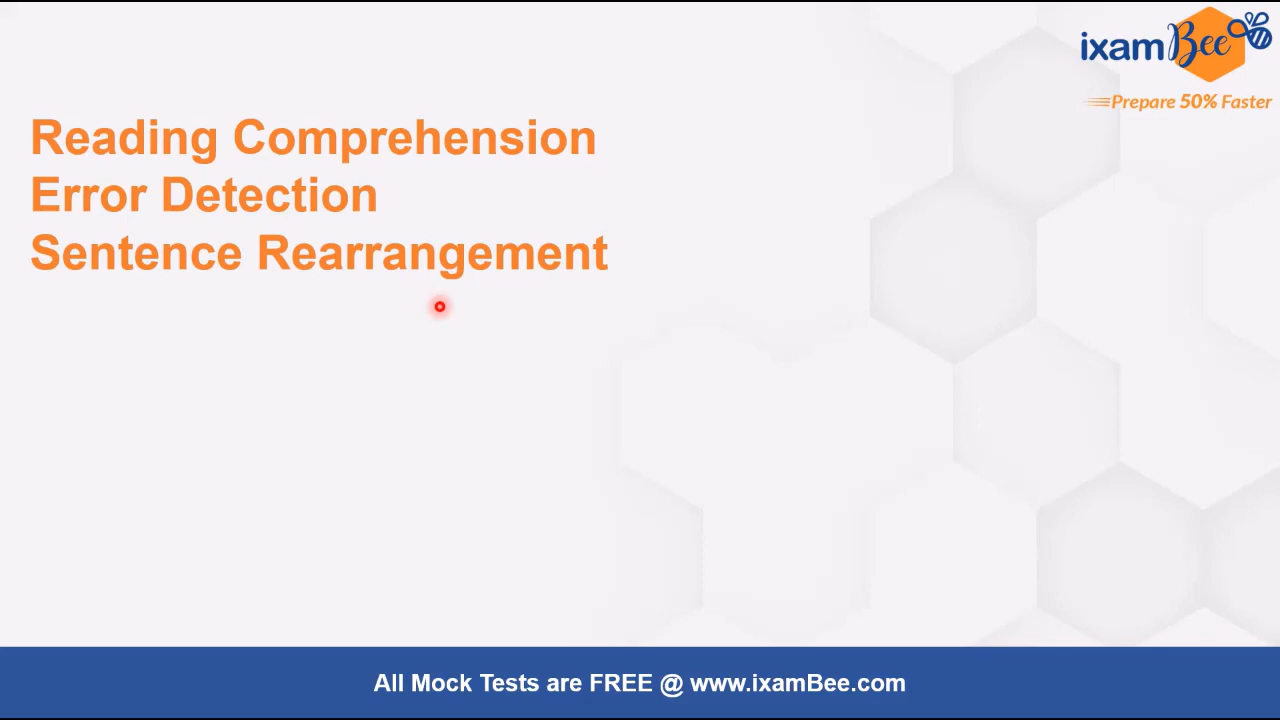 ixamBee
Prepare 50% Faster
Reading Comprehension
Error Detection
Sentence Rearrangement
All Mock Tests are FREE @ www.ixamBee.com